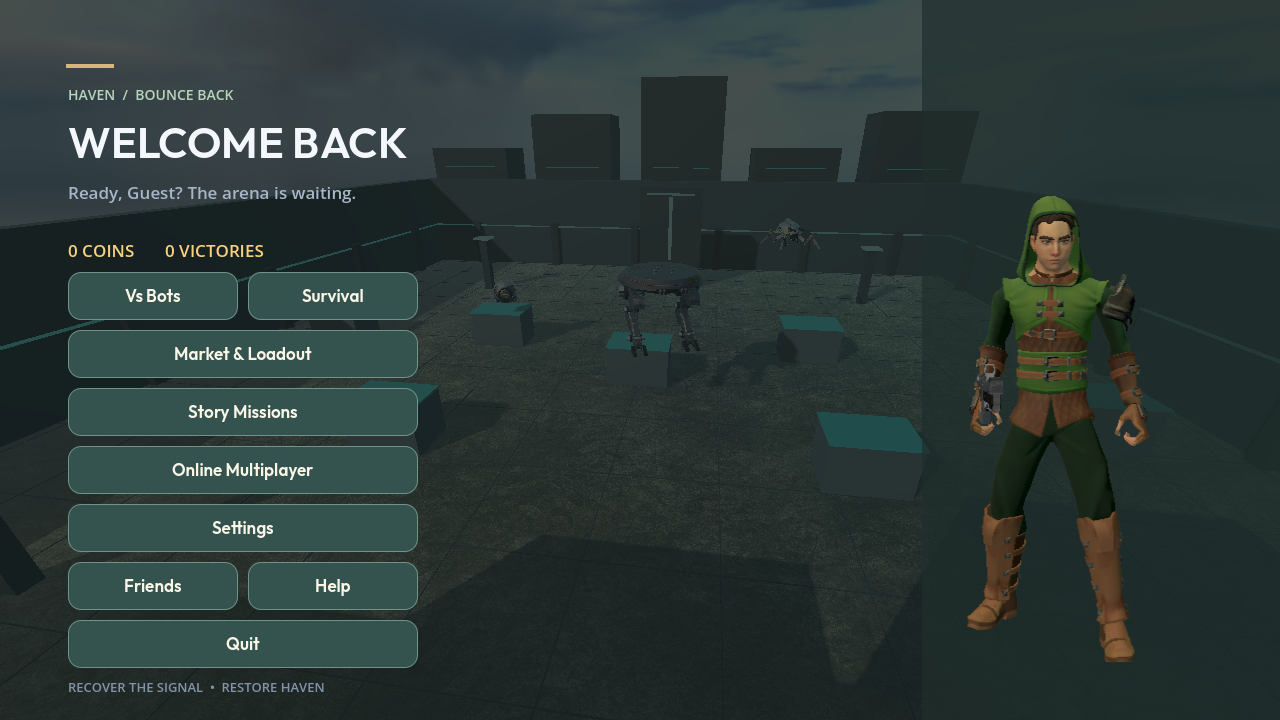 HAVEN / BOUNCE BACK
WELCOME BACK
Ready, Guest? The arena is waiting.
0 COINS 0 VICTORIES
Vs Bots Survival
Market & Loadout
Story Missions
Online Multiplayer
Settings
Friends Help
Quit
RECOVER THE SIGNAL • RESTORE HAVEN